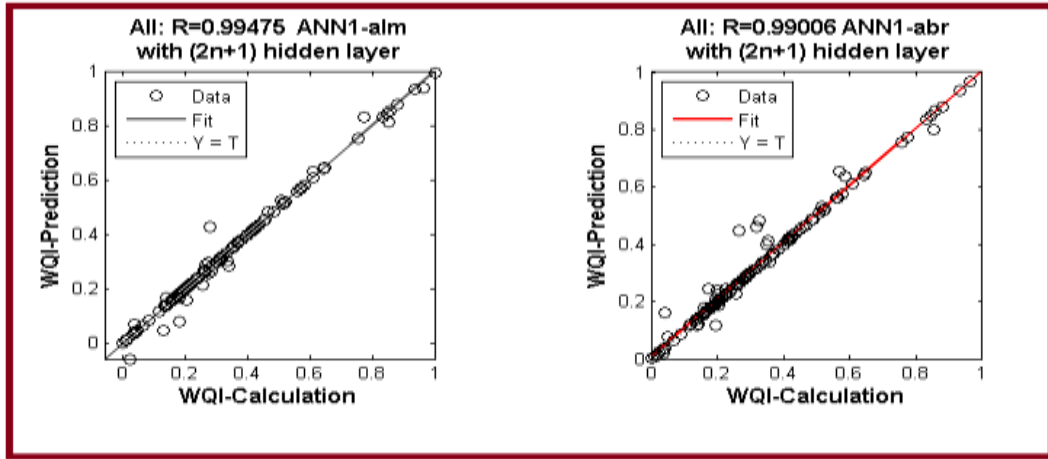 All: R=0.99475 ANN1-alm
with (2n+1) hidden layer
1
0.8
0.6
0.4
0.2
0
WQI-Prediction
Data
Fit
Y = T
0 0.2 0.4 0.6 0.8 1
WQI-Calculation
All: R=0.99006 ANN1-abr
with (2n+1) hidden layer
1
0.8
0.6
0.4
0.2
0
WQI-Prediction
Data
Fit
Y = T
0 0.2 0.4 0.6 0.8 1
WQI-Calculation